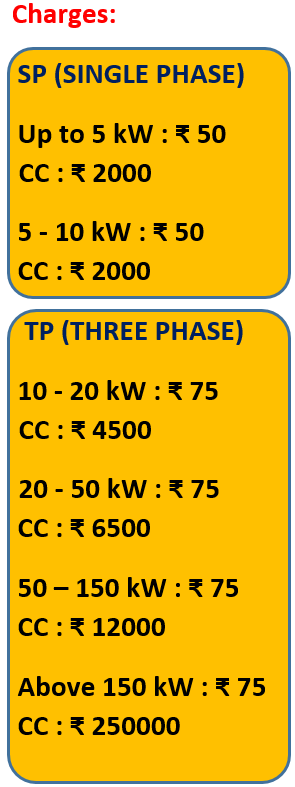 Charges:
SP (SINGLE PHASE)
Up to 5 kW : ₹ 50
CC : ₹ 2000
5 - 10 kW : ₹ 50
CC : ₹ 2000
TP (THREE PHASE)
10 - 20 kW : ₹ 75
CC : ₹ 4500
20 - 50 kW : ₹ 75
CC : ₹ 6500
50 – 150 kW : ₹ 75
CC : ₹ 12000
Above 150 kW : ₹ 75
CC : ₹ 250000